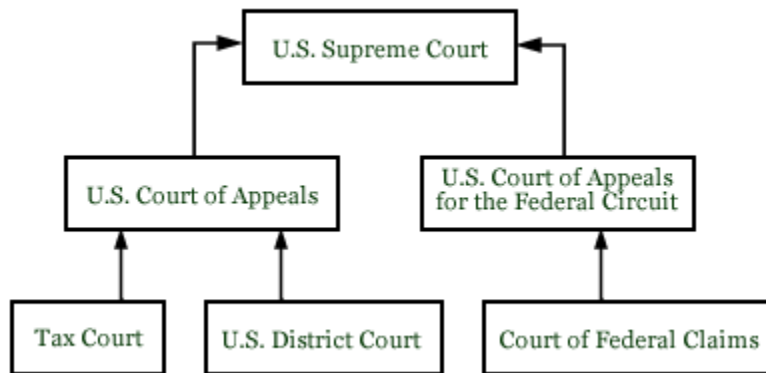 U.S. Supreme Court
U.S. Court of Appeals
U.S. Court of Appeals
for the Federal Circuit
Tax Court
U.S. District Court
Court of Federal Claims